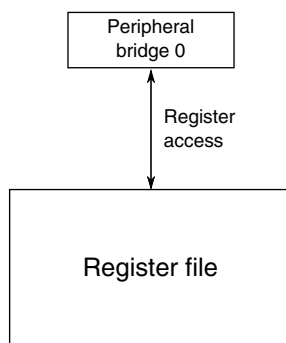 Peripheral
bridge 0
Register
access
Register file